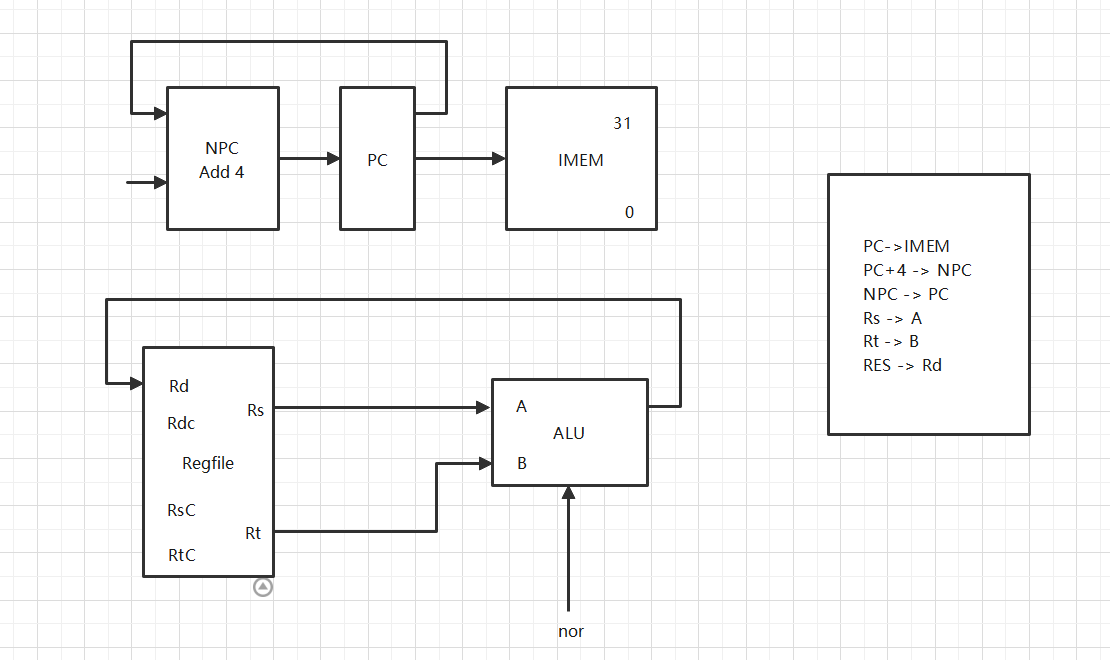 NPC
Add 4
PC
31
IMEM
0
PC->IMEM
PC+4 -> NPC
NPC -> PC
Rs -> A
Rt -> B
RES -> Rd
Rd
Rs
Rdc
Regfile
RsC
Rt
RtC
A
ALU
B
nor